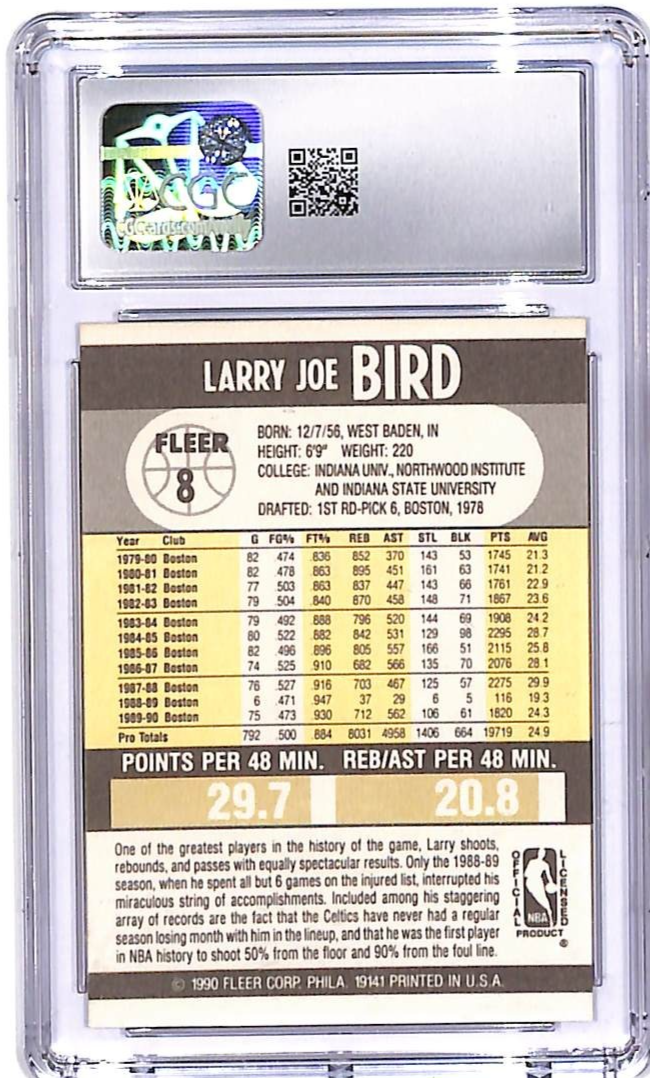 CGC
CGCcards.com
LARRY JOE BIRD
FLEER
8
BORN: 12/7/56, WEST BADEN, IN
HEIGHT: 6'9" WEIGHT: 220
COLLEGE: INDIANA UNIV., NORTHWOOD INSTITUTE
AND INDIANA STATE UNIVERSITY
DRAFTED: 1ST RD-PICK 6, BOSTON, 1978
Year Club G FG% FT% REB AST STL BLK PTS AVG
1979-80 Boston 82 .474 .836 852 370 143 53 1745 21.3
1980-81 Boston 82 .478 .863 895 451 161 63 1741 21.2
1981-82 Boston 77 .503 .863 837 447 143 66 1761 22.9
1982-83 Boston 79 .504 .840 870 458 148 71 1867 23.6
1983-84 Boston 79 .492 .888 796 520 144 69 1908 24.2
1984-85 Boston 80 .522 .882 842 531 129 98 2295 28.7
1985-86 Boston 82 .496 .896 805 557 166 51 2115 25.8
1986-87 Boston 74 .525 .910 682 566 135 70 2076 28.1
1987-88 Boston 76 .527 .916 703 467 125 57 2275 29.9
1988-89 Boston 6 .471 .947 37 29 6 5 116 19.3
1989-90 Boston 75 .473 .930 712 562 106 61 1820 24.3
Pro Totals 792 .500 .884 8031 4958 1406 664 19719 24.9
POINTS PER 48 MIN. REB/AST PER 48 MIN.
29.7 20.8
One of the greatest players in the history of the game, Larry shoots,
rebounds, and passes with equally spectacular results. Only the 1988-89
season, when he spent all but 6 games on the injured list, interrupted his
miraculous string of accomplishments. Included among his staggering
array of records are the fact that the Celtics have never had a regular
season losing month with him in the lineup, and that he was the first player
in NBA history to shoot 50% from the floor and 90% from the foul line.
OFFICIAL
LICENSED
NBA
PRODUCT
®
© 1990 FLEER CORP. PHILA. 19141 PRINTED IN U.S.A.